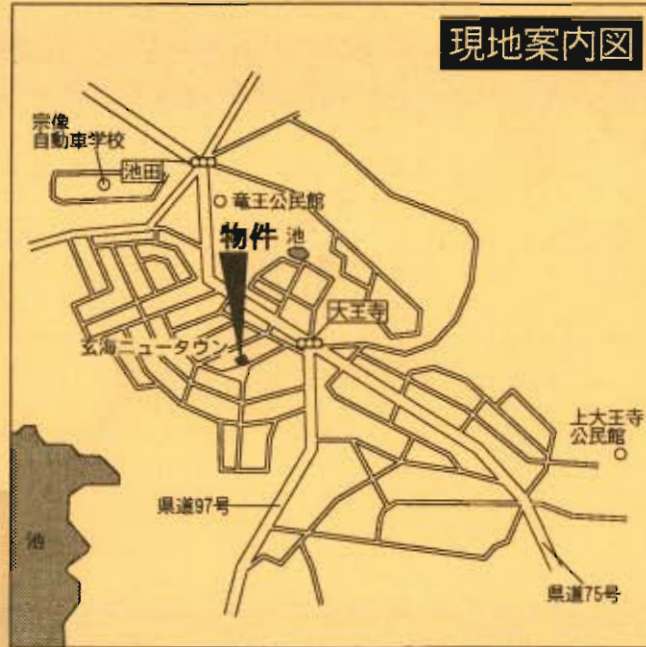 現地案内図
宗像
自動車学校
池田
竜王公民館
物件
池
大王寺
玄海ニュータウン
上大王寺
公民館
県道97号
池
県道75号